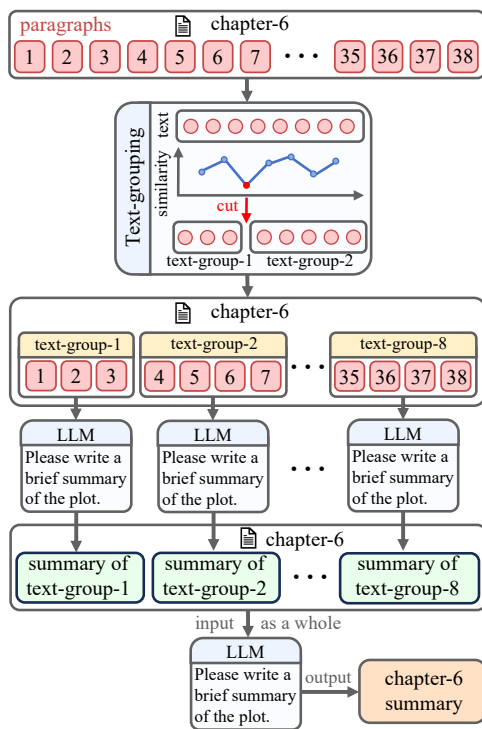 paragraphs
chapter-6
1 2 3 4 5 6 7 ··· 35 36 37 38
Text-grouping
text
similarity
cut
text-group-1 text-group-2
chapter-6
text-group-1 text-group-2 text-group-8
1 2 3 4 5 6 7 ··· 35 36 37 38
LLM
Please write a
brief summary
of the plot.
LLM
Please write a
brief summary
of the plot.
···
LLM
Please write a
brief summary
of the plot.
chapter-6
summary of
text-group-1
summary of
text-group-2
···
summary of
text-group-8
input as a whole
LLM
Please write a
brief summary
of the plot.
output
chapter-6
summary